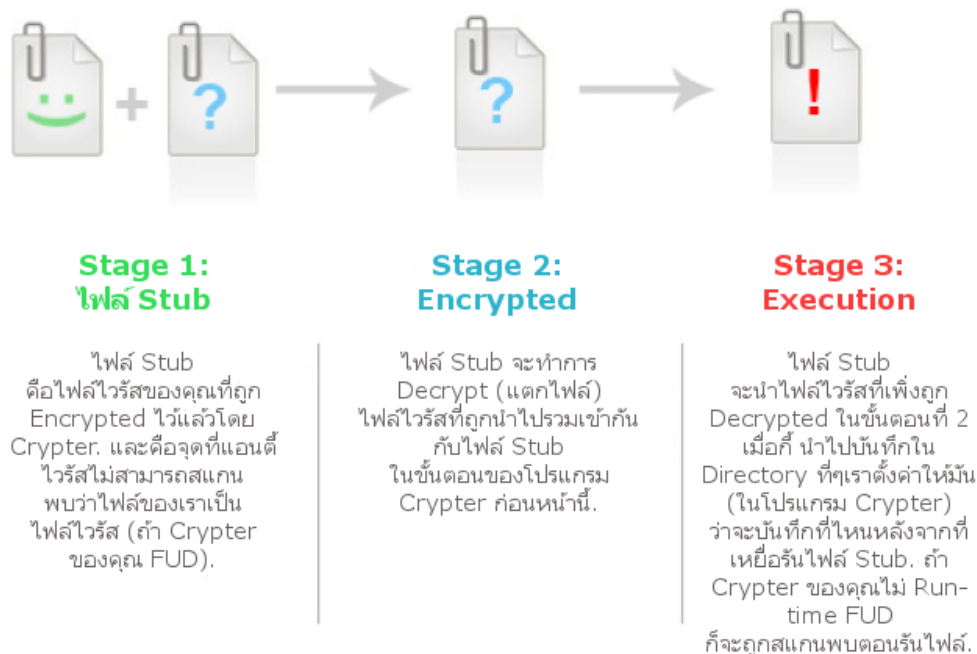 ?
?
!
Stage 1:
ไฟล์ Stub
ไฟล์ Stub
คือไฟล์ไวรัสของคุณที่ถูก
Encrypted ไว้แล้วโดย
Crypter. และคือจุดที่แอนตี้
ไวรัสไม่สามารถสแกน
พบว่าไฟล์ของเราเป็น
ไฟล์ไวรัส (ถ้า Crypter
ของคุณ FUD).
Stage 2:
Encrypted
ไฟล์ Stub จะทำการ
Decrypt (แตกไฟล์)
ไฟล์ไวรัสที่ถูกนำไปรวมเข้ากัน
กับไฟล์ Stub
ในขั้นตอนของโปรแกรม
Crypter ก่อนหน้านี้.
Stage 3:
Execution
ไฟล์ Stub
จะนำไฟล์ไวรัสที่เพิ่งถูก
Decrypted ในขั้นตอนที่ 2
เมื่อกี้ นำไปบันทึกใน
Directory ที่ๆเราตั้งค่าให้มัน
(ในโปรแกรม Crypter)
ว่าจะบันทึกที่ไหนหลังจากที่
เหยื่อรันไฟล์ Stub. ถ้า
Crypter ของคุณไม่ Run-
time FUD
ก็จะถูกสแกนพบตอนรันไฟล์.